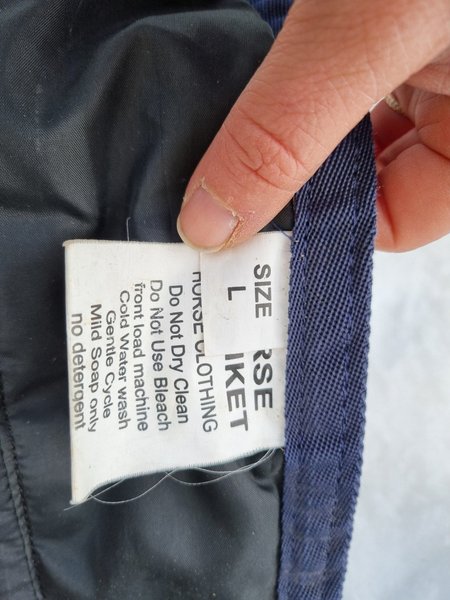 SIZE
L
RSE
IKET
HORSE CLOTHING
Do Not Dry Clean
Do Not Use Bleach
front load machine
Cold Water wash
Gentle Cycle
Mild Soap only
no detergent